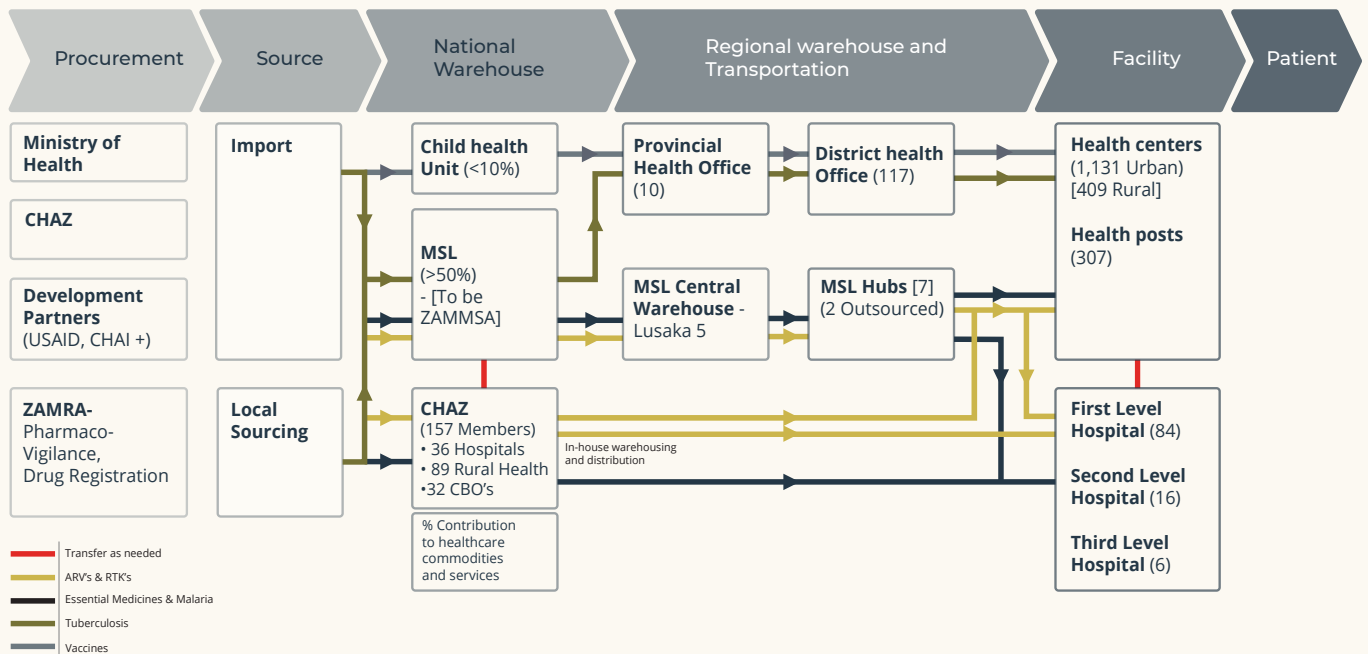 Procurement
Source
National
Warehouse
Regional warehouse and
Transportation
Facility
Patient
Ministry of
Health
CHAZ
Development
Partners
(USAID, CHAI +)
ZAMRA-
Pharmaco-
Vigilance,
Drug Registration
Import
Local
Sourcing
Child health
Unit (<10%)
MSL
(>50%)
- [To be
ZAMMSA]
CHAZ
(157 Members)
• 36 Hospitals
• 89 Rural Health
•32 CBO's
% Contribution
to healthcare
commodities
and services
In-house warehousing
and distribution
Provincial
Health Office
(10)
District health
Office (117)
MSL Central
Warehouse -
Lusaka 5
MSL Hubs [7]
(2 Outsourced)
Health centers
(1,131 Urban)
[409 Rural]
Health posts
(307)
First Level
Hospital (84)
Second Level
Hospital (16)
Third Level
Hospital (6)
Transfer as needed
ARV's & RTK's
Essential Medicines & Malaria
Tuberculosis
Vaccines